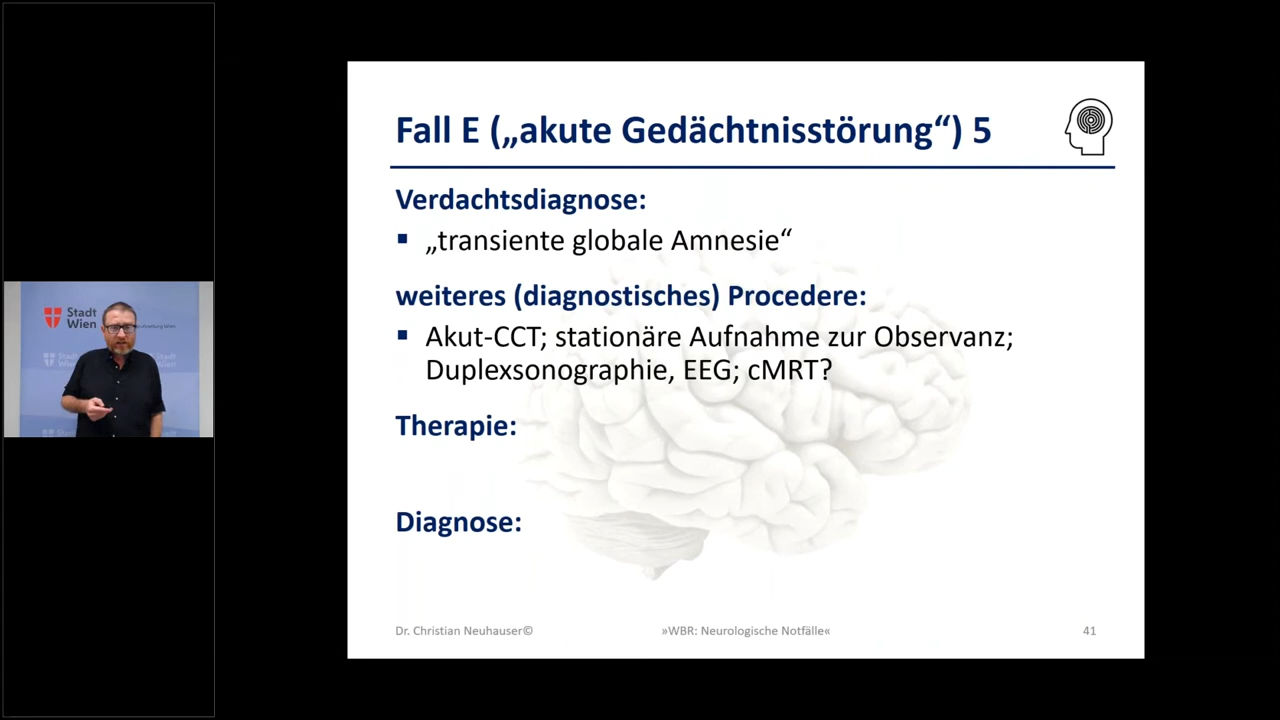 Fall E („akute Gedächtnisstörung“) 5
Verdachtsdiagnose:
▪ „transiente globale Amnesie“
weiteres (diagnostisches) Procedere:
▪ Akut-CCT; stationäre Aufnahme zur Observanz;
Duplexsonographie, EEG; cMRT?
Therapie:
Diagnose:
Dr. Christian Neuhauser© »WBR: Neurologische Notfälle« 41
Stadt
Wien